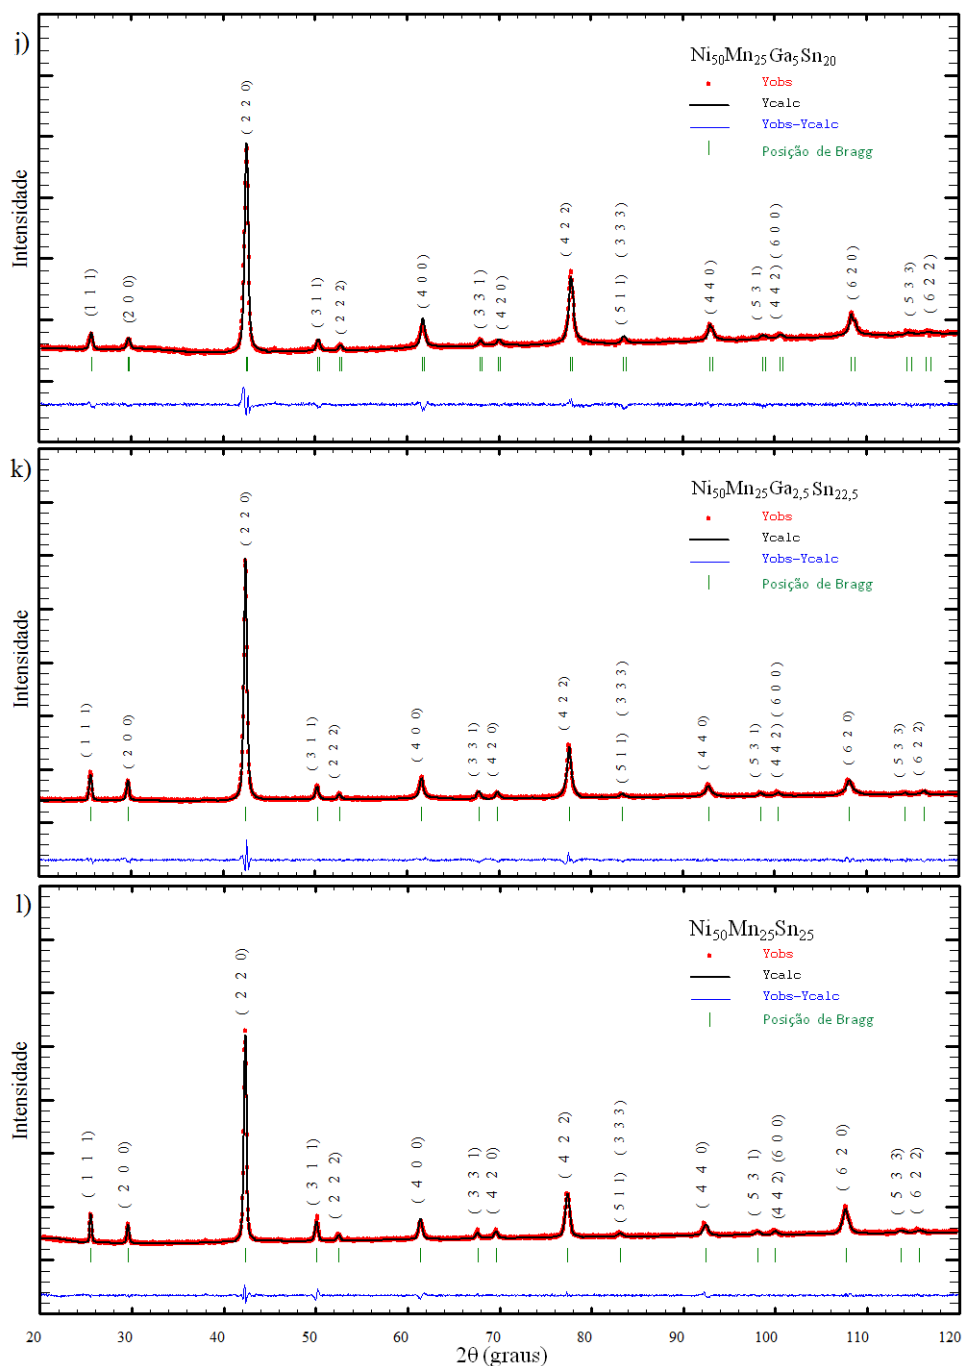 j)
Ni50Mn25Ga5Sn20
Yobs
Ycalc
Yobs-Ycalc
Posição de Bragg
Intensidade
( 1 1 1 )
( 2 0 0 )
( 2 2 0 )
( 3 1 1 )
( 2 2 2 )
( 4 0 0 )
( 3 3 1 )
( 4 2 0 )
( 4 2 2 )
( 5 1 1 ) ( 3 3 3 )
( 4 4 0 )
( 5 3 1 )
( 4 4 2 ) ( 6 0 0 )
( 6 2 0 )
( 5 3 3 )
( 6 2 2 )
k)
Ni50Mn25Ga2,5Sn22,5
Yobs
Ycalc
Yobs-Ycalc
Posição de Bragg
Intensidade
( 1 1 1 )
( 2 0 0 )
( 2 2 0 )
( 3 1 1 )
( 2 2 2 )
( 4 0 0 )
( 3 3 1 )
( 4 2 0 )
( 4 2 2 )
( 5 1 1 ) ( 3 3 3 )
( 4 4 0 )
( 5 3 1 )
( 4 4 2 ) ( 6 0 0 )
( 6 2 0 )
( 5 3 3 )
( 6 2 2 )
l)
Ni50Mn25Sn25
Yobs
Ycalc
Yobs-Ycalc
Posição de Bragg
Intensidade
( 1 1 1 )
( 2 0 0 )
( 2 2 0 )
( 3 1 1 )
( 2 2 2 )
( 4 0 0 )
( 3 3 1 )
( 4 2 0 )
( 4 2 2 )
( 5 1 1 ) ( 3 3 3 )
( 4 4 0 )
( 5 3 1 )
( 4 4 2 ) ( 6 0 0 )
( 6 2 0 )
( 5 3 3 )
( 6 2 2 )
20 30 40 50 60 70 80 90 100 110 120
2θ (graus)